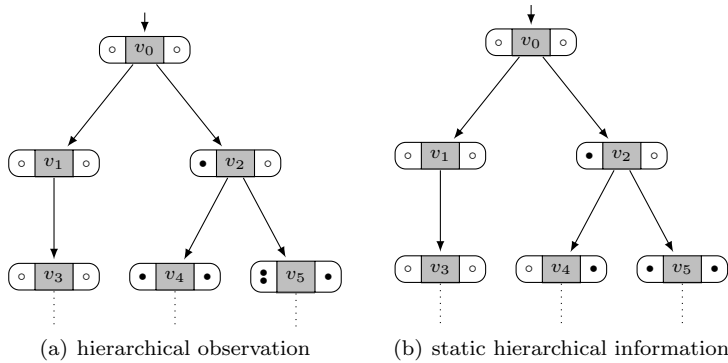 v0 v0
v1 v2 v1 v2
v3 v4 v5 v3 v4 v5
(a) hierarchical observation (b) static hierarchical information